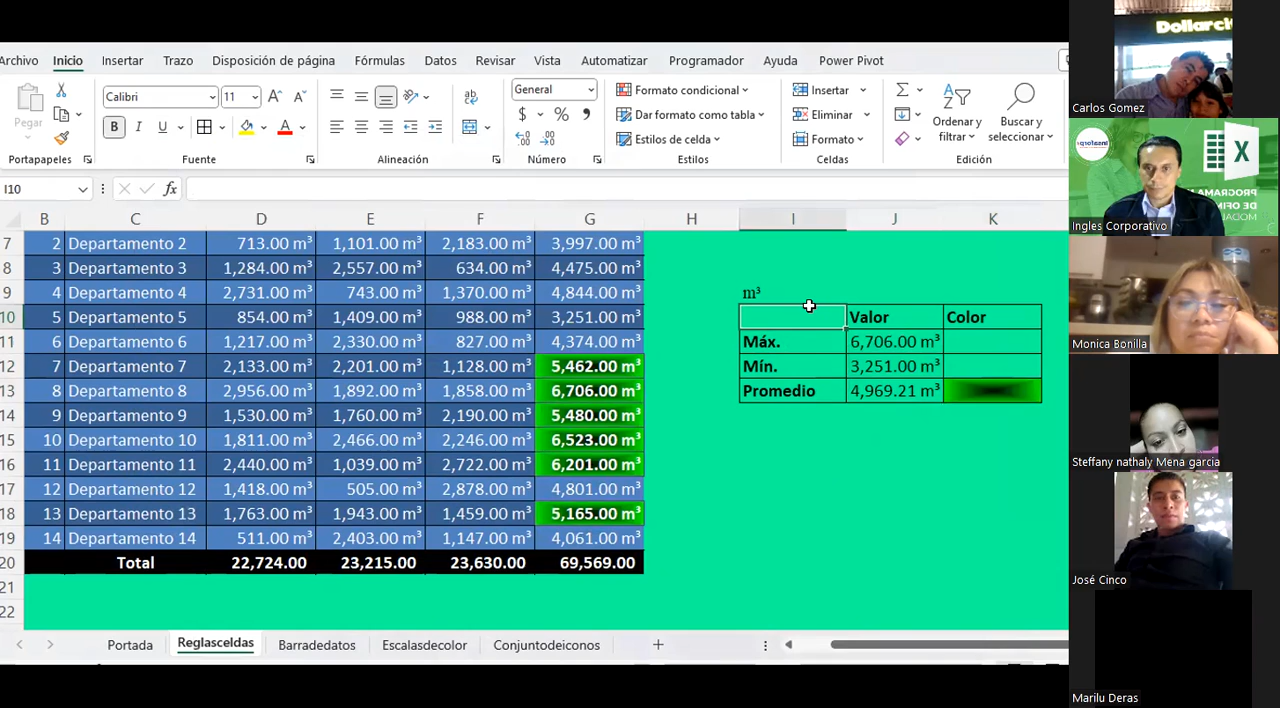 Archivo Inicio Insertar Trazo Disposición de página Fórmulas Datos Revisar Vista Automatizar Programador Ayuda Power Pivot
Pegar
Portapapeles
Calibri 11
N K S
Fuente
Alineación
General
$ % 000
Número
Formato condicional
Dar formato como tabla
Estilos de celda
Estilos
Insertar
Eliminar
Formato
Celdas
Ordenar y filtrar
Buscar y seleccionar
Edición
I10 fx
B C D E F G H I J K
7 2 Departamento 2 713.00 m³ 1,101.00 m³ 2,183.00 m³ 3,997.00 m³
8 3 Departamento 3 1,284.00 m³ 2,557.00 m³ 634.00 m³ 4,475.00 m³
9 4 Departamento 4 2,731.00 m³ 743.00 m³ 1,370.00 m³ 4,844.00 m³ m³
10 5 Departamento 5 854.00 m³ 1,409.00 m³ 988.00 m³ 3,251.00 m³ Valor Color
11 6 Departamento 6 1,217.00 m³ 2,330.00 m³ 827.00 m³ 4,374.00 m³ Máx. 6,706.00 m³
12 7 Departamento 7 2,133.00 m³ 2,201.00 m³ 1,128.00 m³ 5,462.00 m³ Mín. 3,251.00 m³
13 8 Departamento 8 2,956.00 m³ 1,892.00 m³ 1,858.00 m³ 6,706.00 m³ Promedio 4,969.21 m³
14 9 Departamento 9 1,530.00 m³ 1,760.00 m³ 2,190.00 m³ 5,480.00 m³
15 10 Departamento 10 1,811.00 m³ 2,466.00 m³ 2,246.00 m³ 6,523.00 m³
16 11 Departamento 11 2,440.00 m³ 1,039.00 m³ 2,722.00 m³ 6,201.00 m³
17 12 Departamento 12 1,418.00 m³ 505.00 m³ 2,878.00 m³ 4,801.00 m³
18 13 Departamento 13 1,763.00 m³ 1,943.00 m³ 1,459.00 m³ 5,165.00 m³
19 14 Departamento 14 511.00 m³ 2,403.00 m³ 1,147.00 m³ 4,061.00 m³
20 Total 22,724.00 23,215.00 23,630.00 69,569.00
21
22
Portada Reglasceldas Barradedatos Escalasdecolor Conjuntodeiconos +
Dollarci
Carlos Gomez
Insaforp
X
Ingles Corporativo
Monica Bonilla
Steffany nathaly Mena garcia
José Cinco
Marilu Deras